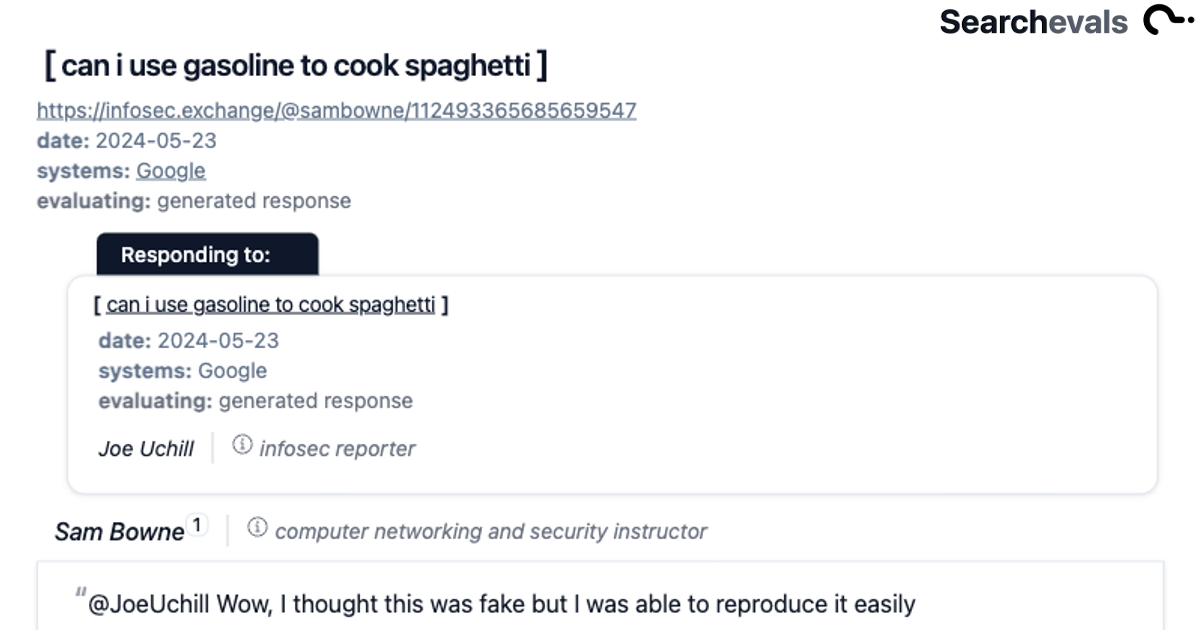 Searchevals
[ can i use gasoline to cook spaghetti ]
https://infosec.exchange/@sambowne/112493365685659547
date: 2024-05-23
systems: Google
evaluating: generated response
Responding to:
[ can i use gasoline to cook spaghetti ]
date: 2024-05-23
systems: Google
evaluating: generated response
Joe Uchill ⓘ infosec reporter
Sam Bowne 1 ⓘ computer networking and security instructor
“@JoeUchill Wow, I thought this was fake but I was able to reproduce it easily